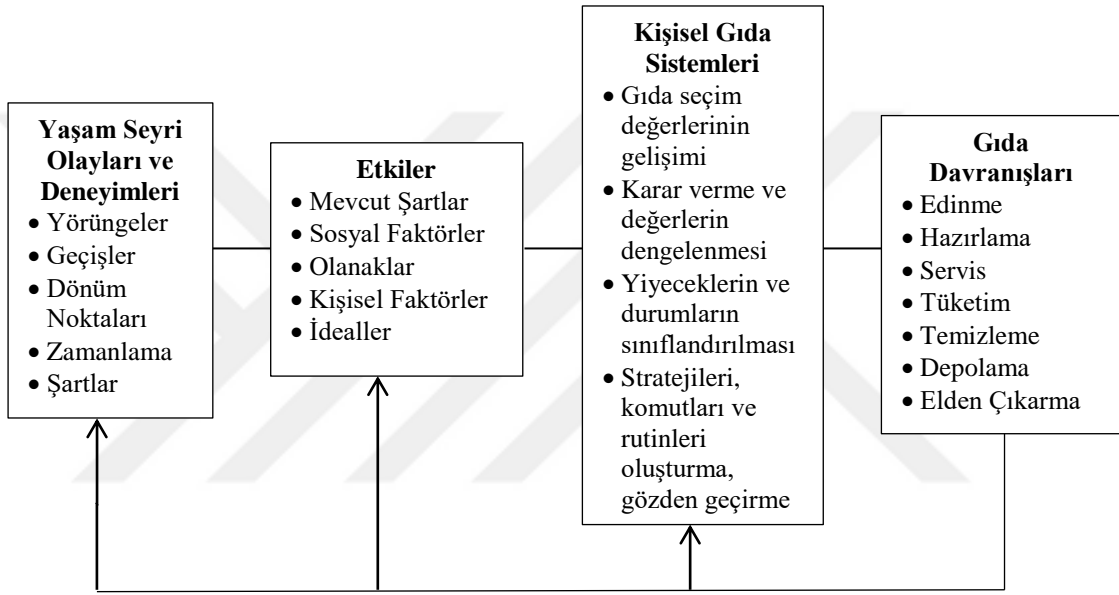 Yaşam Seyri
Olayları ve
Deneyimleri
• Yörüngeler
• Geçişler
• Dönüm
Noktaları
• Zamanlama
• Şartlar
Etkiler
• Mevcut Şartlar
• Sosyal Faktörler
• Olanaklar
• Kişisel Faktörler
• İdealler
Kişisel Gıda
Sistemleri
• Gıda seçim
değerlerinin
gelişimi
• Karar verme ve
değerlerin
dengelenmesi
• Yiyeceklerin ve
durumların
sınıflandırılması
• Stratejileri,
komutları ve
rutinleri
oluşturma,
gözden geçirme
Gıda
Davranışları
• Edinme
• Hazırlama
• Servis
• Tüketim
• Temizleme
• Depolama
• Elden Çıkarma